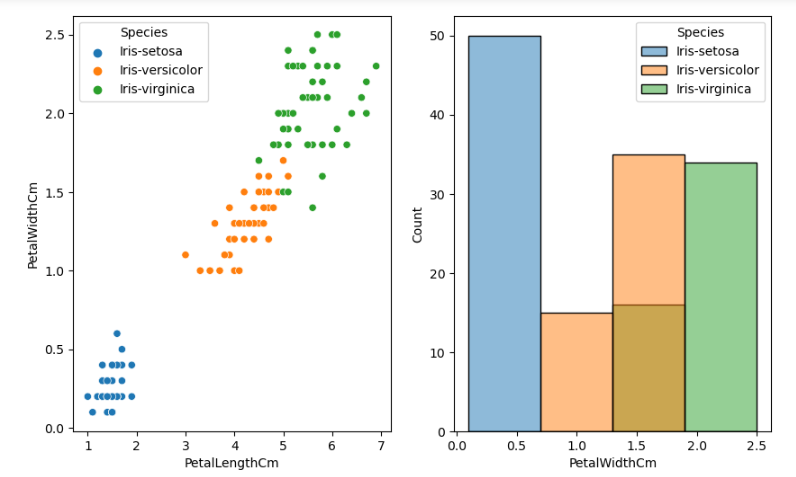 Species
Iris-setosa
Iris-versicolor
Iris-virginica
2.5
2.0
1.5
1.0
0.5
0.0
PetalWidthCm
1 2 3 4 5 6 7
PetalLengthCm
Species
Iris-setosa
Iris-versicolor
Iris-virginica
50
40
30
20
10
0
Count
0.0 0.5 1.0 1.5 2.0 2.5
PetalWidthCm